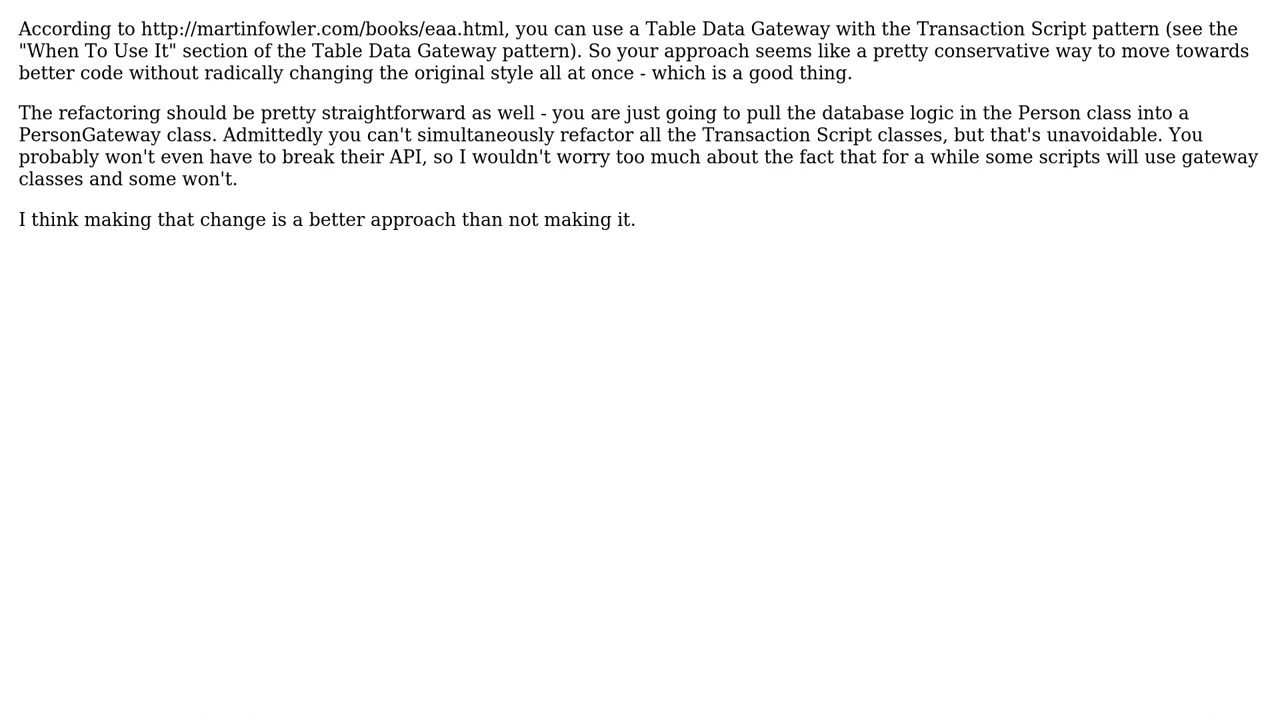 According to http://martinfowler.com/books/eaa.html, you can use a Table Data Gateway with the Transaction Script pattern (see the
"When To Use It" section of the Table Data Gateway pattern). So your approach seems like a pretty conservative way to move towards
better code without radically changing the original style all at once - which is a good thing.
The refactoring should be pretty straightforward as well - you are just going to pull the database logic in the Person class into a
PersonGateway class. Admittedly you can't simultaneously refactor all the Transaction Script classes, but that's unavoidable. You
probably won't even have to break their API, so I wouldn't worry too much about the fact that for a while some scripts will use gateway
classes and some won't.
I think making that change is a better approach than not making it.